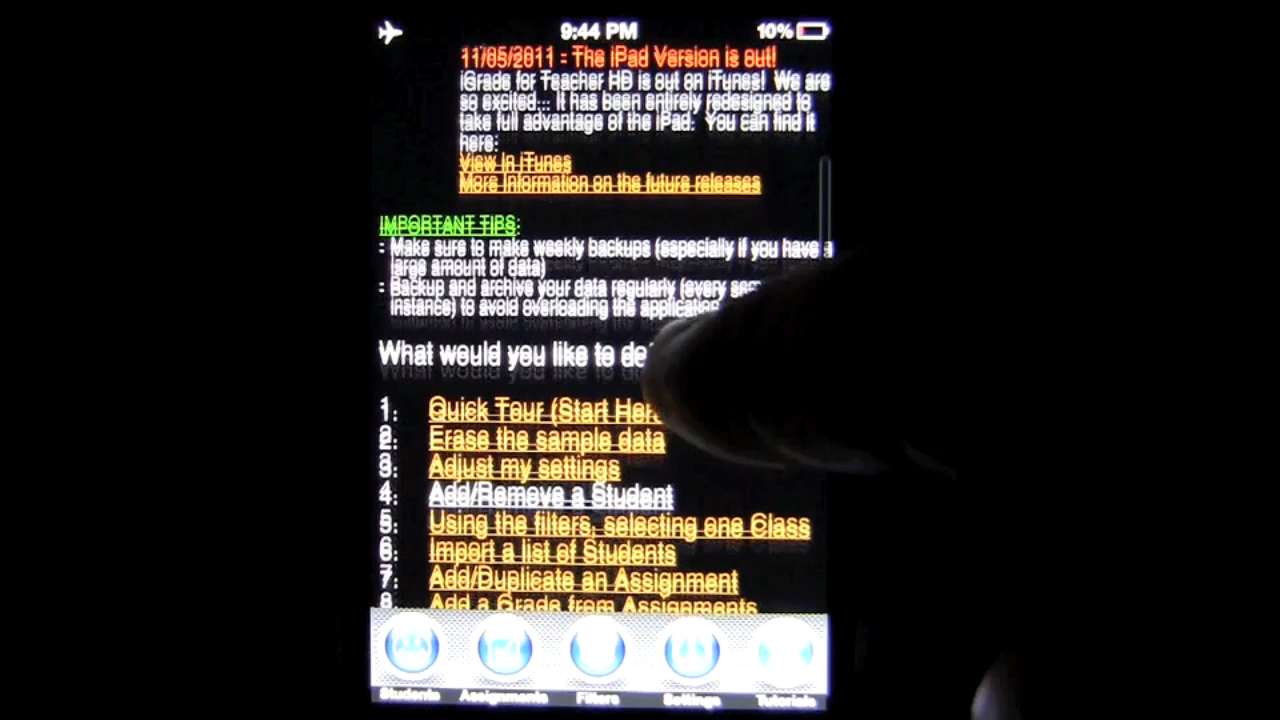 9:44 PM 10%
11/05/2011 - The iPad Version is out!
iGrade for Teacher HD is out on iTunes! We are
so excited... It has been entirely redesigned to
take full advantage of the iPad. You can find it
here:
View in iTunes
More Information on the future releases
IMPORTANT TIPS:
- Make sure to make weekly backups (especially if you have a
large amount of data)
- Backup and archive your data regularly (every
instance) to avoid overloading the application
What would you like to do
1. Quick Tour (Start Here
2. Erase the sample data
3. Adjust my settings
4. Add/Remove a Student
5. Using the filters, selecting one Class
6. Import a list of Students
7. Add/Duplicate an Assignment
8. Add a Grade from Assignments
Students Assignments Filters Settings Tutorials